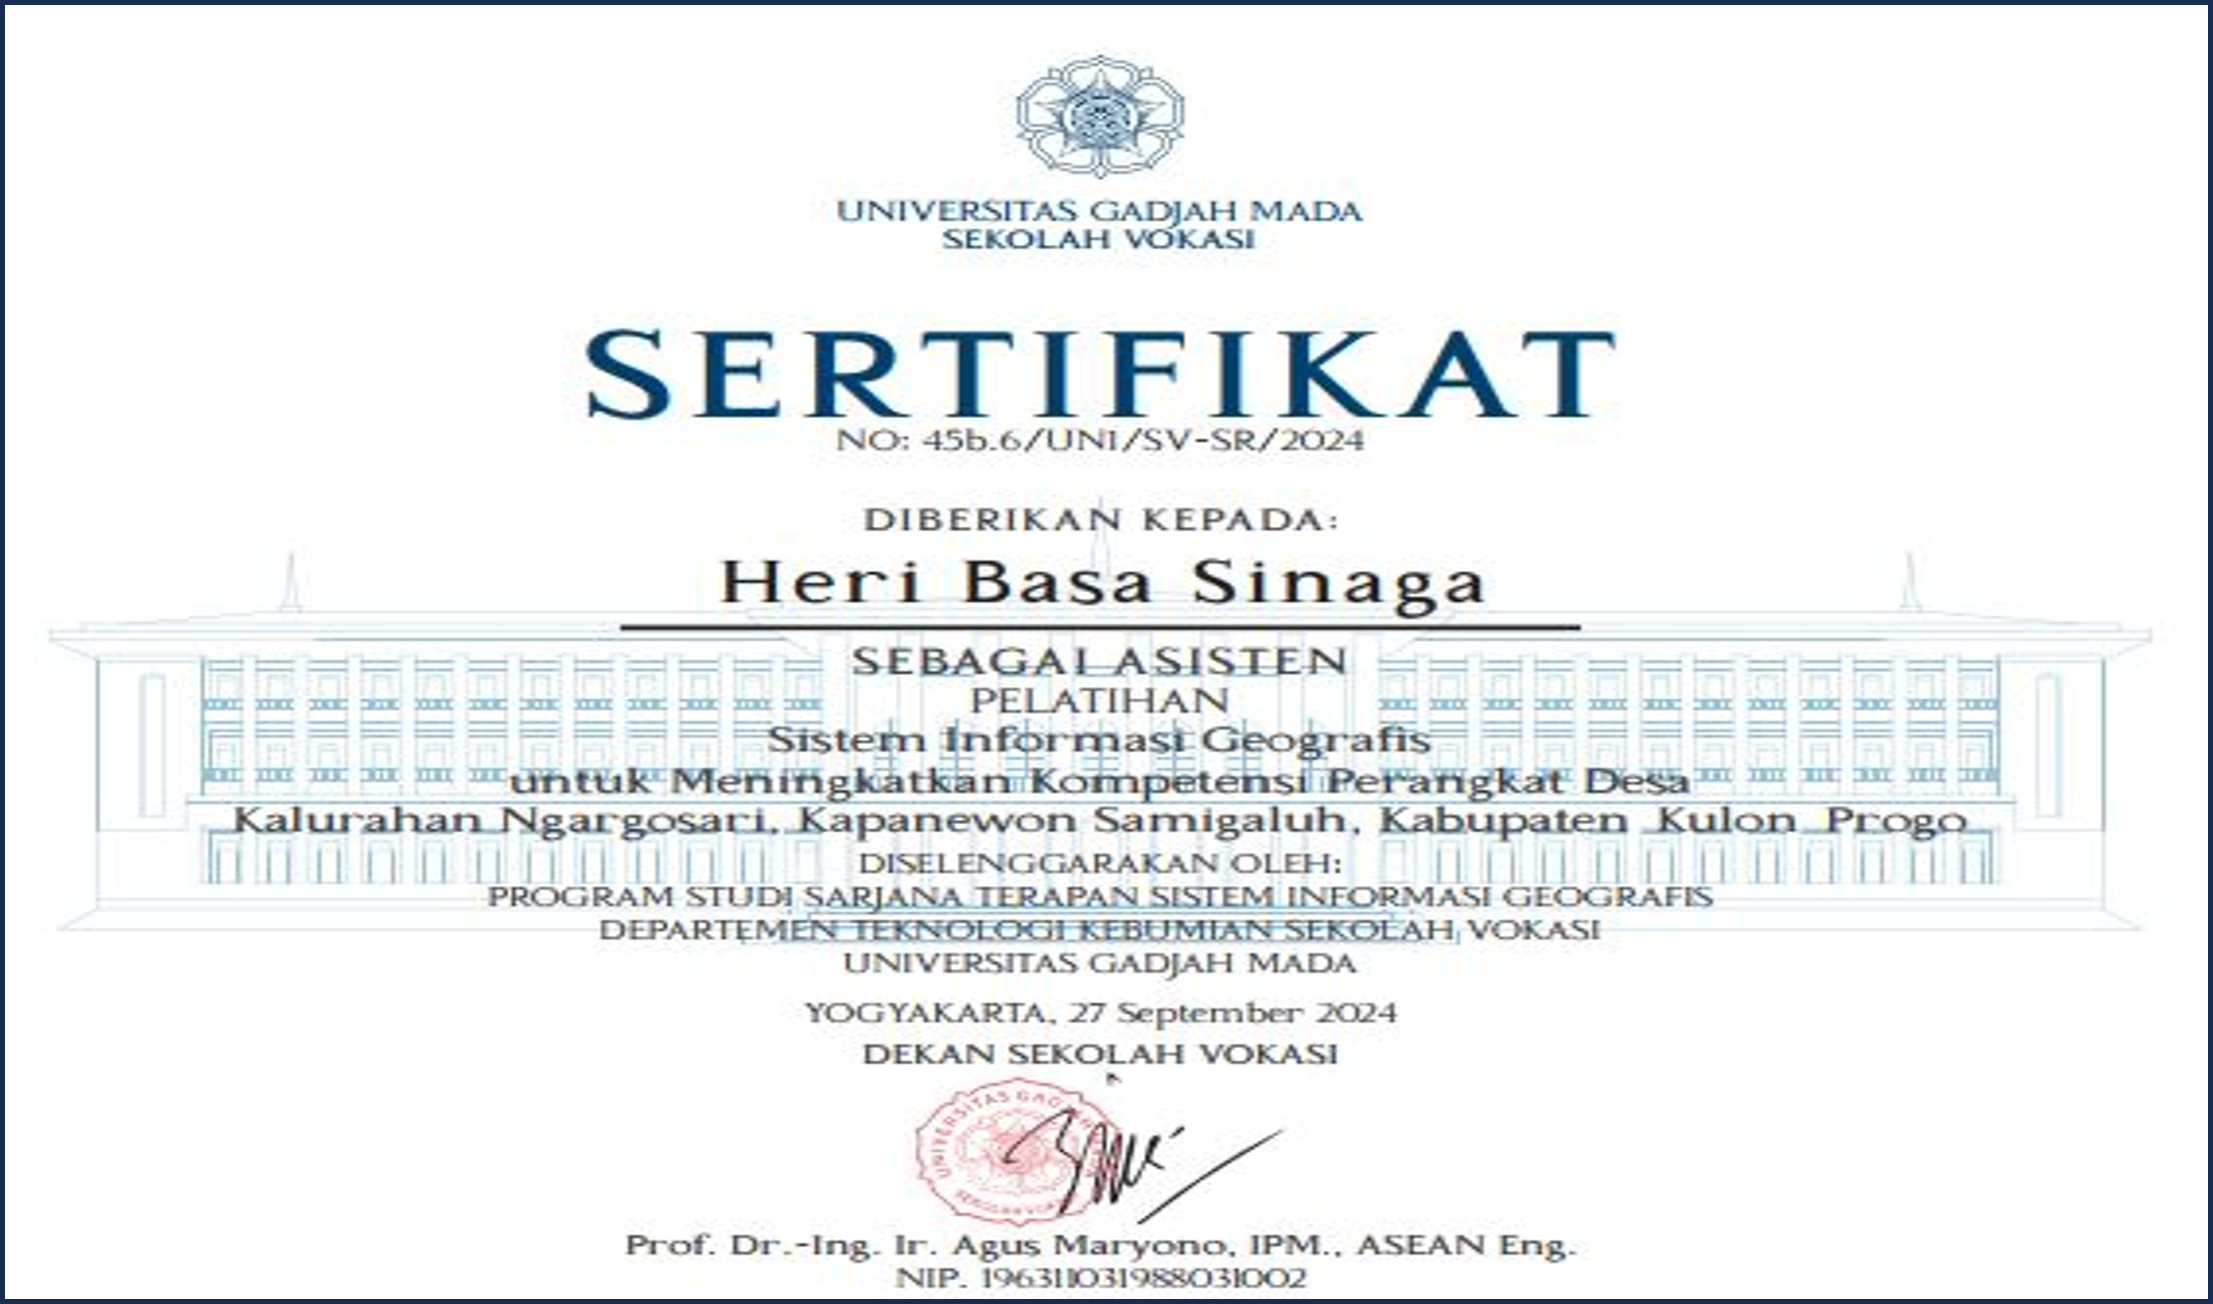 UNIVERSITAS GADJAH MADA
SEKOLAH VOKASI
SERTIFIKAT
NO: 45b.6/UN1/SV-SR/2024
DIBERIKAN KEPADA:
Heri Basa Sinaga
SEBAGAI ASISTEN
PELATIHAN
Sistem Informasi Geografis
untuk Meningkatkan Kompetensi Perangkat Desa
Kalurahan Ngargosari, Kapanewon Samigaluh, Kabupaten Kulon Progo
DISELENGGARAKAN OLEH:
PROGRAM STUDI SARJANA TERAPAN SISTEM INFORMASI GEOGRAFIS
DEPARTEMEN TEKNOLOGI KEBUMIAN SEKOLAH VOKASI
UNIVERSITAS GADJAH MADA
YOGYAKARTA, 27 September 2024
DEKAN SEKOLAH VOKASI
UNIVERSITAS
Prof. Dr.-Ing. Ir. Agus Maryono, IPM., ASEAN Eng.
NIP. 196311031988031002